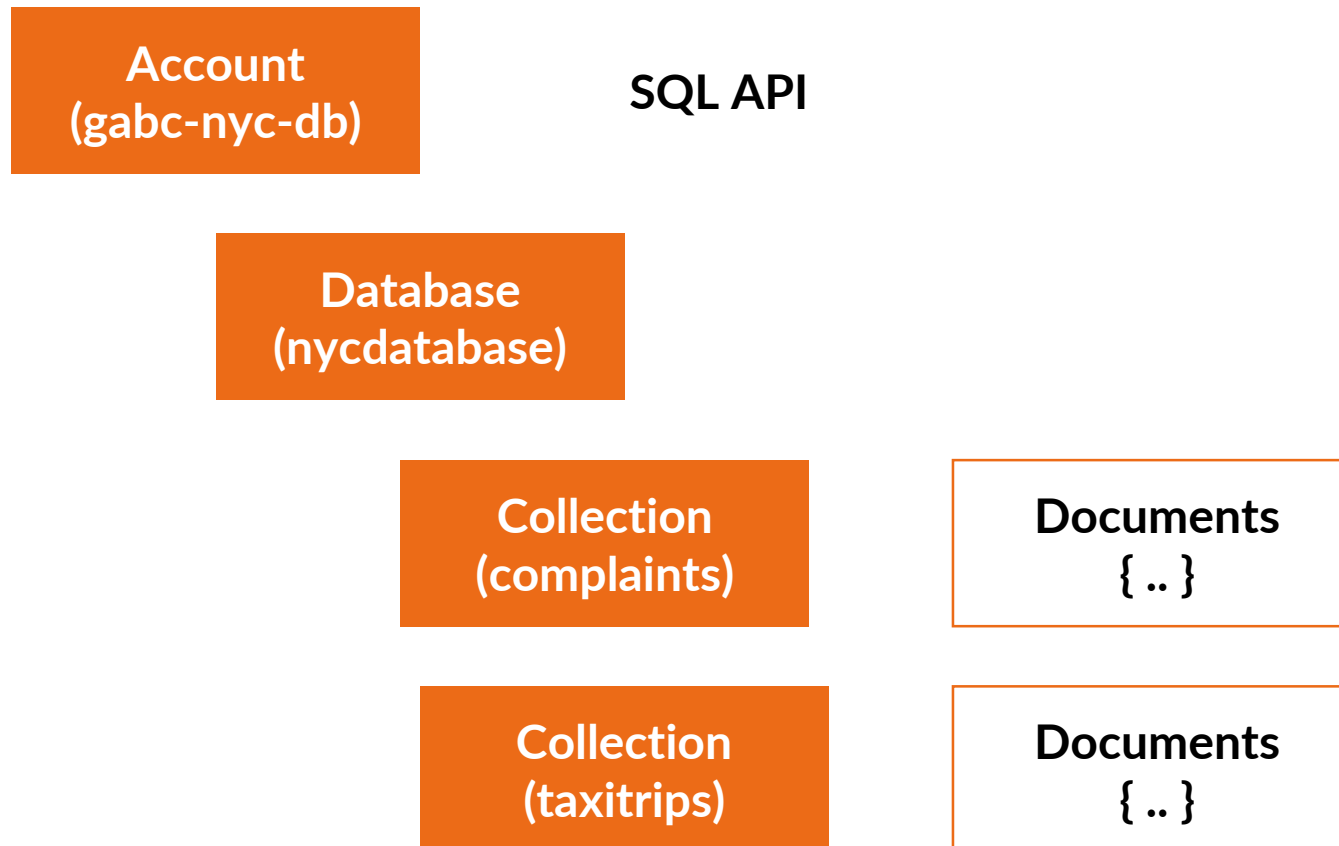 Account
(gabc-nyc-db)
SQL API
Database
(nycdatabase)
Collection
(complaints)
Documents
{ .. }
Collection
(taxitrips)
Documents
{ .. }